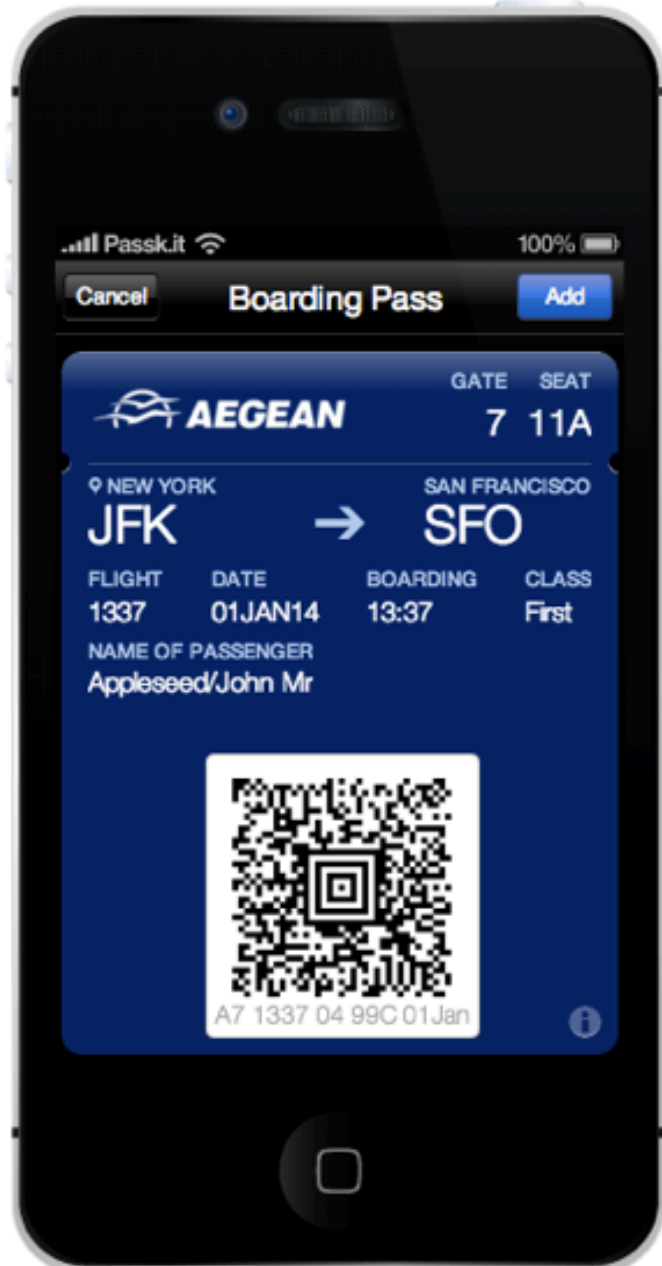 Passk.it 100%
Cancel Boarding Pass Add
AEGEAN
GATE SEAT
7 11A
NEW YORK SAN FRANCISCO
JFK → SFO
FLIGHT DATE BOARDING CLASS
1337 01JAN14 13:37 First
NAME OF PASSENGER
Appleseed/John Mr
A7 1337 04 99C 01Jan